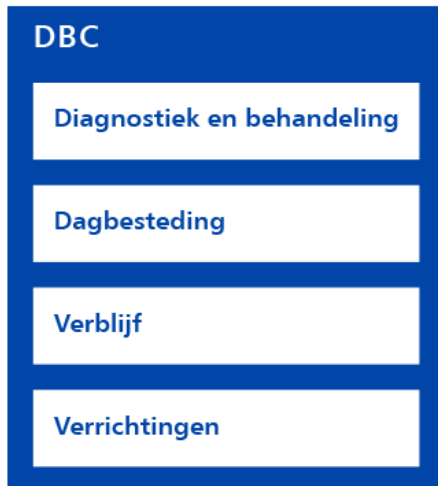 DBC
Diagnostiek en behandeling
Dagbesteding
Verblijf
Verrichtingen